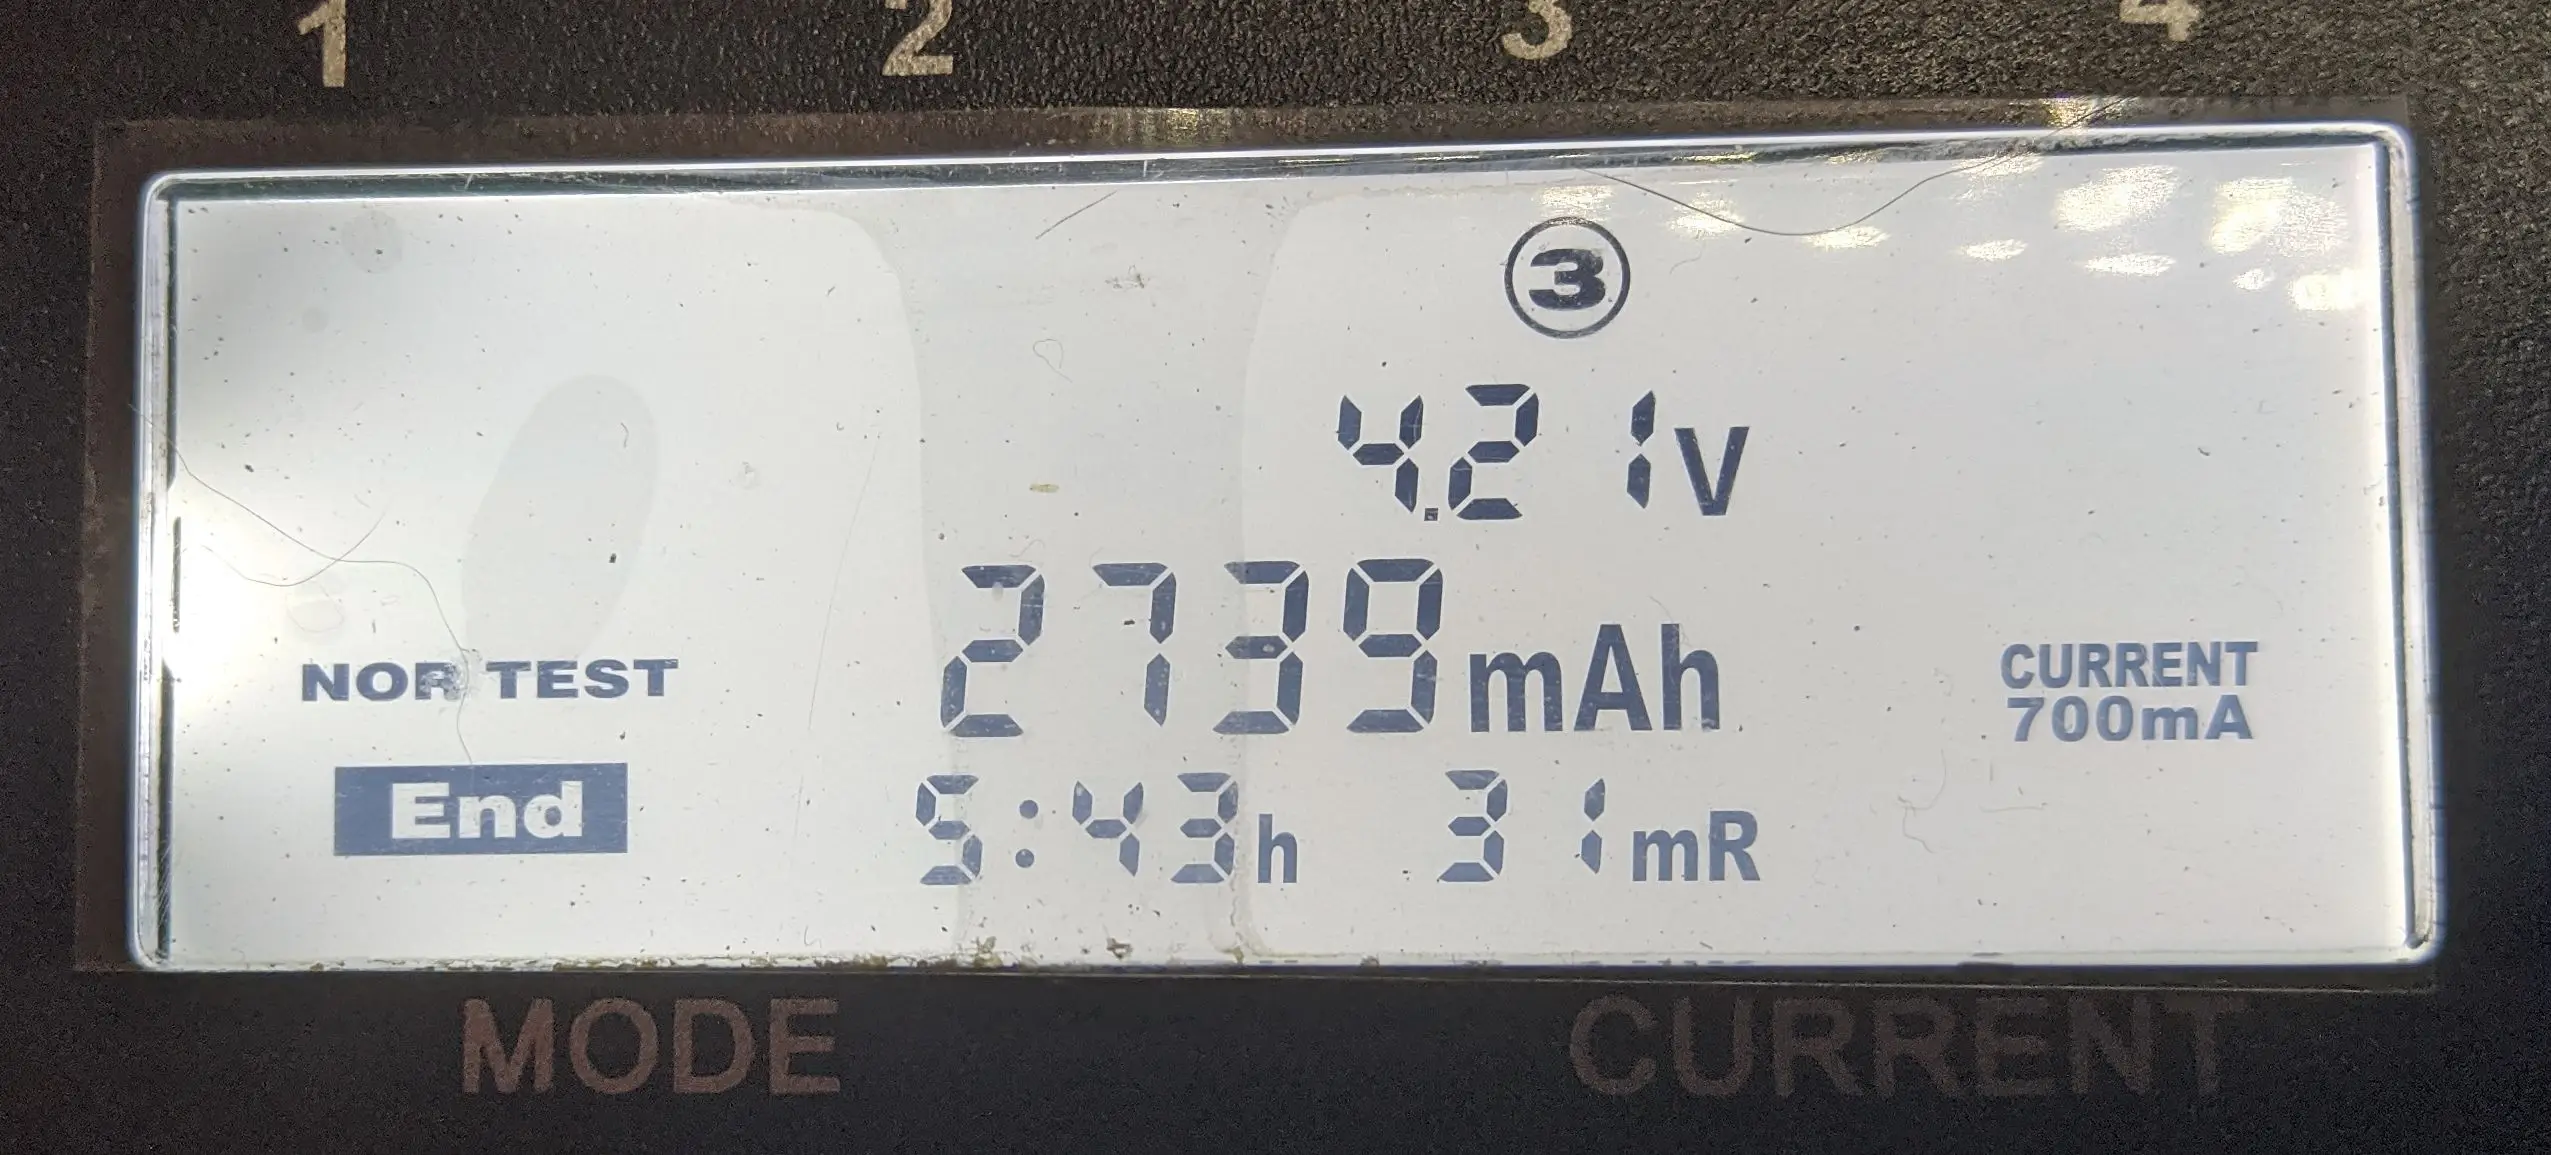 1 2 3 4
3
4.21V
2739mAh
NOR TEST
CURRENT
700mA
End
5:43h 31mR
MODE CURRENT